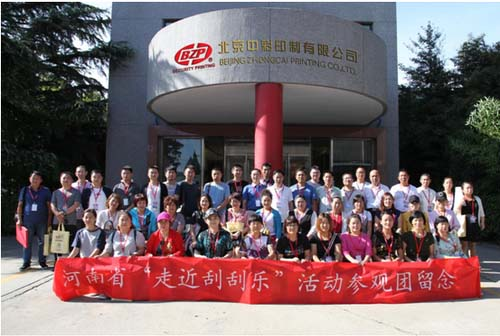 BZP
SECURITY PRINTING
北京中彩印制有限公司
BEIJING ZHONGCAI PRINTING CO.,LTD.
河南省“走近刮刮乐”活动参观团留念